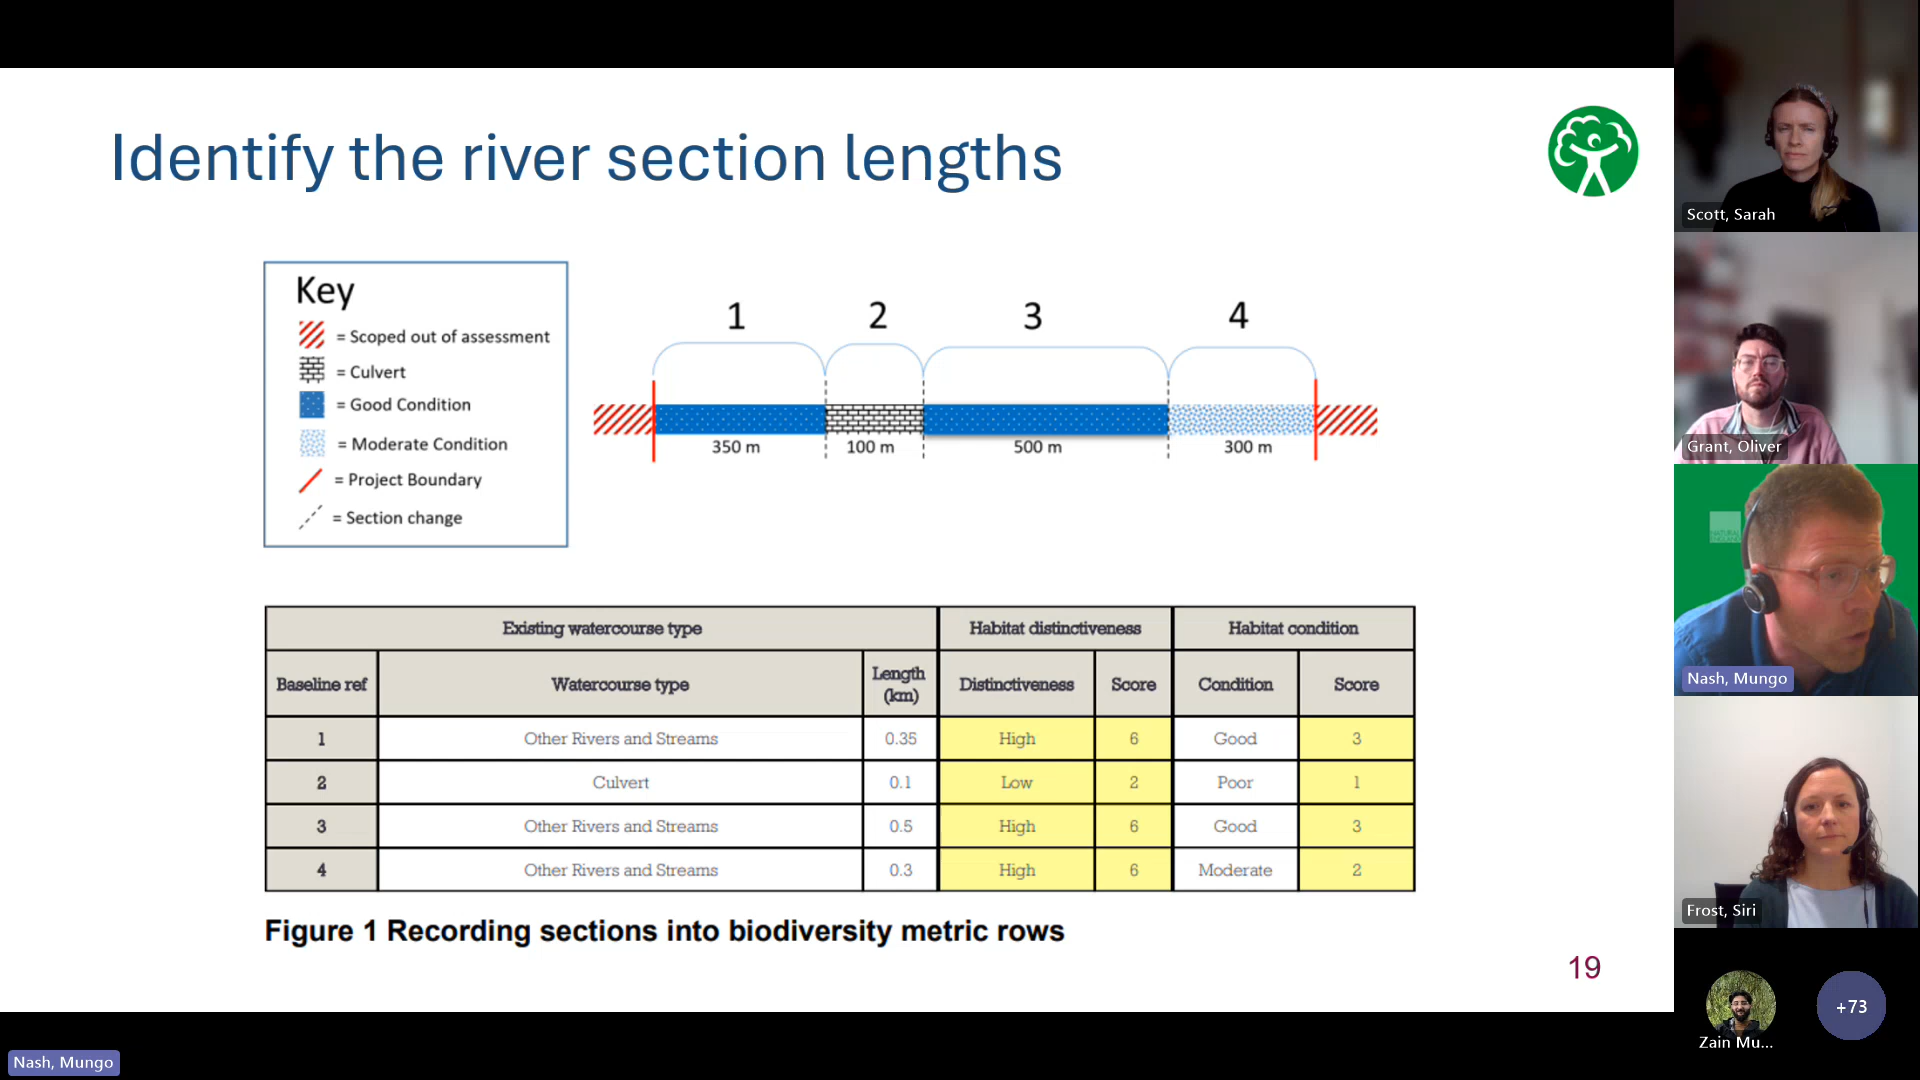 Identify the river section lengths
Key
= Scoped out of assessment
= Culvert
= Good Condition
= Moderate Condition
= Project Boundary
= Section change
1 2 3 4
350 m 100 m 500 m 300 m
Existing watercourse type Habitat distinctiveness Habitat condition
Baseline ref Watercourse type Length (km) Distinctiveness Score Condition Score
1 Other Rivers and Streams 0.35 High 6 Good 3
2 Culvert 0.1 Low 2 Poor 1
3 Other Rivers and Streams 0.5 High 6 Good 3
4 Other Rivers and Streams 0.3 High 6 Moderate 2
Figure 1 Recording sections into biodiversity metric rows
19
Scott, Sarah
Grant, Oliver
Nash, Mungo
Frost, Siri
Zain Mu...
+73
Nash, Mungo